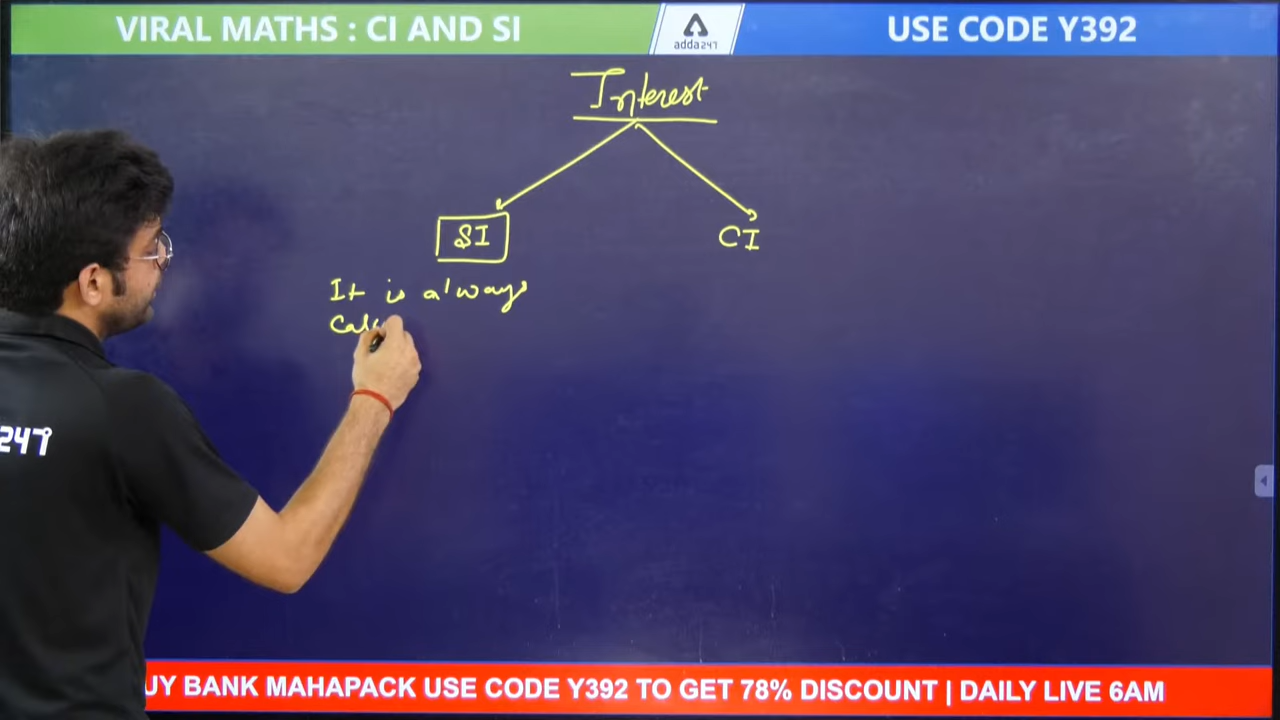 VIRAL MATHS : CI AND SI
adda247
USE CODE Y392
Interest
SI
CI
It is always
Calc
247
UY BANK MAHAPACK USE CODE Y392 TO GET 78% DISCOUNT | DAILY LIVE 6AM